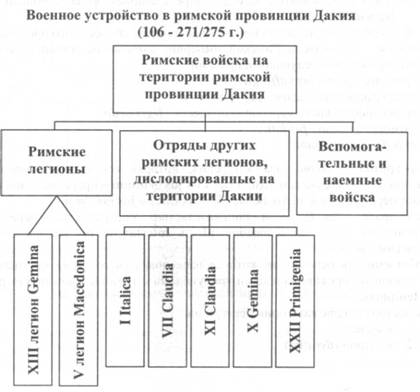 Военное устройство в римской провинции Дакия
(106 - 271/275 г.)
Римские войска на
територии римской
провинции Дакия
Римские
легионы
Отряды других
римских легионов,
дислоцированные на
територии Дакии
Вспомога-
тельные и
наемные
войска
XIII легион Gemina
V легион Macedonica
I Italica
VII Claudia
XI Claudia
X Gemina
XXII Primigenia